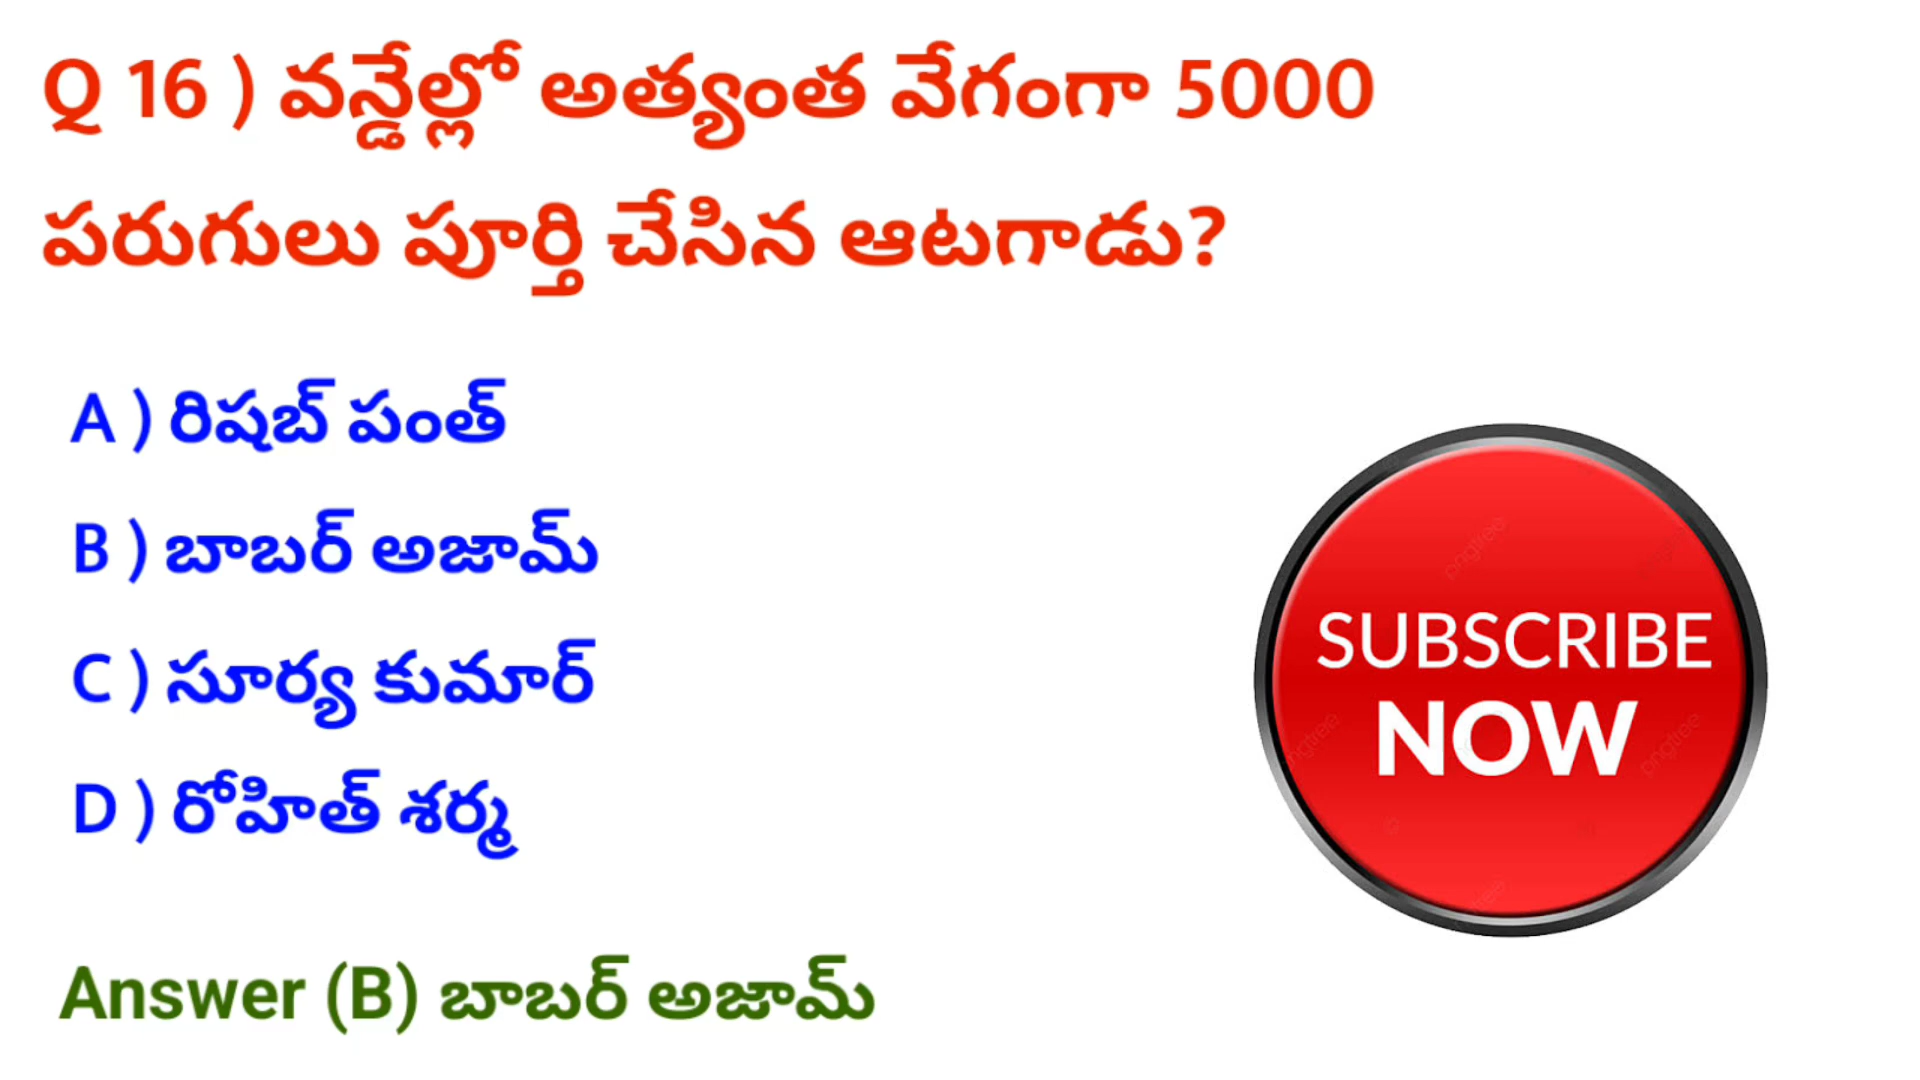 Q 16 ) వన్డేల్లో అత్యంత వేగంగా 5000
పరుగులు పూర్తి చేసిన ఆటగాడు?
A ) రిషబ్ పంత్
B ) బాబర్ అజామ్
C ) సూర్య కుమార్
D ) రోహిత్ శర్మ
SUBSCRIBE
NOW
Answer (B) బాబర్ అజామ్